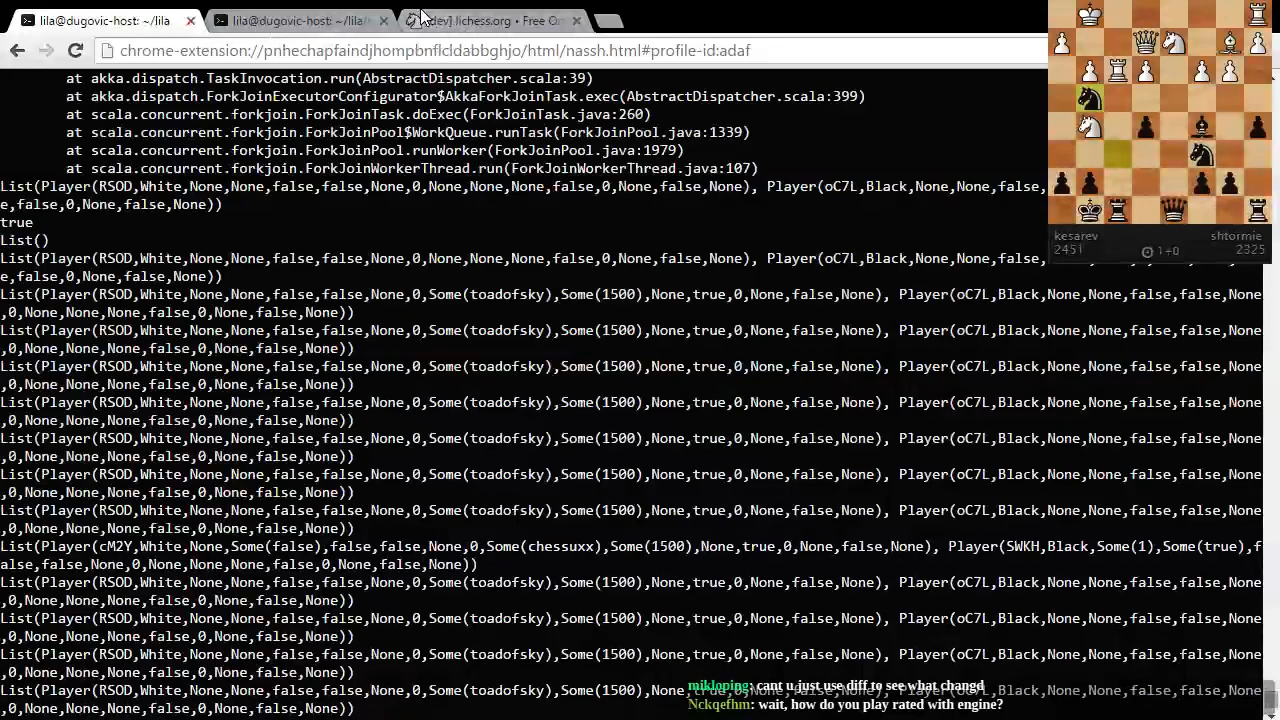 lila@dugovic-host: ~/lila
lila@dugovic-host: ~/lila/
[dev] lichess.org • Free On
chrome-extension://pnhechapfaindjhompbnflcldabbghjo/html/nassh.html#profile-id:adaf
at akka.dispatch.TaskInvocation.run(AbstractDispatcher.scala:39)
at akka.dispatch.ForkJoinExecutorConfigurator$AkkaForkJoinTask.exec(AbstractDispatcher.scala:399)
at scala.concurrent.forkjoin.ForkJoinTask.doExec(ForkJoinTask.java:260)
at scala.concurrent.forkjoin.ForkJoinPool$WorkQueue.runTask(ForkJoinPool.java:1339)
at scala.concurrent.forkjoin.ForkJoinPool.runWorker(ForkJoinPool.java:1979)
at scala.concurrent.forkjoin.ForkJoinWorkerThread.run(ForkJoinWorkerThread.java:107)
List(Player(RSOD,White,None,None,false,false,None,0,None,None,None,false,0,None,false,None), Player(oC7L,Black,None,None,false,
e,false,0,None,false,None))
true
List()
List(Player(RSOD,White,None,None,false,false,None,0,None,None,None,false,0,None,false,None), Player(oC7L,Black,None,None,false,
e,false,0,None,false,None))
List(Player(RSOD,White,None,None,false,false,None,0,Some(toadofsky),Some(1500),None,true,0,None,false,None), Player(oC7L,Black,None,None,false,false,None
,0,None,None,None,false,0,None,false,None))
List(Player(RSOD,White,None,None,false,false,None,0,Some(toadofsky),Some(1500),None,true,0,None,false,None), Player(oC7L,Black,None,None,false,false,None
,0,None,None,None,false,0,None,false,None))
List(Player(RSOD,White,None,None,false,false,None,0,Some(toadofsky),Some(1500),None,true,0,None,false,None), Player(oC7L,Black,None,None,false,false,None
,0,None,None,None,false,0,None,false,None))
List(Player(RSOD,White,None,None,false,false,None,0,Some(toadofsky),Some(1500),None,true,0,None,false,None), Player(oC7L,Black,None,None,false,false,None
,0,None,None,None,false,0,None,false,None))
List(Player(RSOD,White,None,None,false,false,None,0,Some(toadofsky),Some(1500),None,true,0,None,false,None), Player(oC7L,Black,None,None,false,false,None
,0,None,None,None,false,0,None,false,None))
List(Player(RSOD,White,None,None,false,false,None,0,Some(toadofsky),Some(1500),None,true,0,None,false,None), Player(oC7L,Black,None,None,false,false,None
,0,None,None,None,false,0,None,false,None))
List(Player(RSOD,White,None,None,false,false,None,0,Some(toadofsky),Some(1500),None,true,0,None,false,None), Player(oC7L,Black,None,None,false,false,None
,0,None,None,None,false,0,None,false,None))
List(Player(cM2Y,White,None,Some(false),false,false,None,0,Some(chessuxx),Some(1500),None,true,0,None,false,None), Player(SWKH,Black,Some(1),Some(true),f
alse,false,None,0,None,None,None,false,0,None,false,None))
List(Player(RSOD,White,None,None,false,false,None,0,Some(toadofsky),Some(1500),None,true,0,None,false,None), Player(oC7L,Black,None,None,false,false,None
,0,None,None,None,false,0,None,false,None))
List(Player(RSOD,White,None,None,false,false,None,0,Some(toadofsky),Some(1500),None,true,0,None,false,None), Player(oC7L,Black,None,None,false,false,None
,0,None,None,None,false,0,None,false,None))
List(Player(RSOD,White,None,None,false,false,None,0,Some(toadofsky),Some(1500),None,true,0,None,false,None), Player(oC7L,Black,None,None,false,false,None
,0,None,None,None,false,0,None,false,None))
List(Player(RSOD,White,None,None,false,false,None,0,Some(toadofsky),Some(1500),None,true,0,None,false,None), Player(oC7L,Black,None,None,false,false,None
,0,None,None,None,false,0,None,false,None))
kesarev
2451
1+0
shtormie
2325
mikloping: cant u just use diff to see what changd
Nckqefhm: wait, how do you play rated with engine?